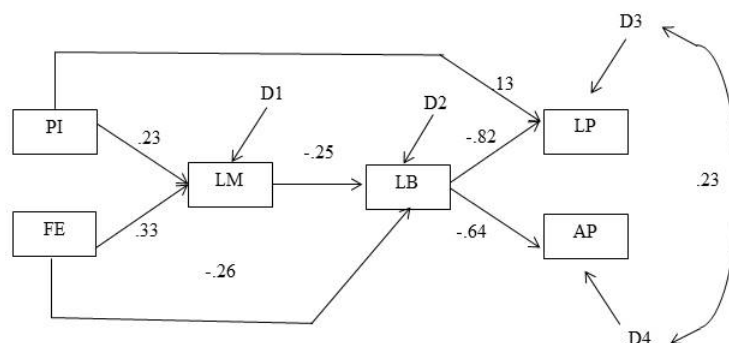 D3
D1
.13
D2
PI
LP
.23
-.82
-.25
LM
LB
.23
FE
AP
.33
-.64
-.26
D4